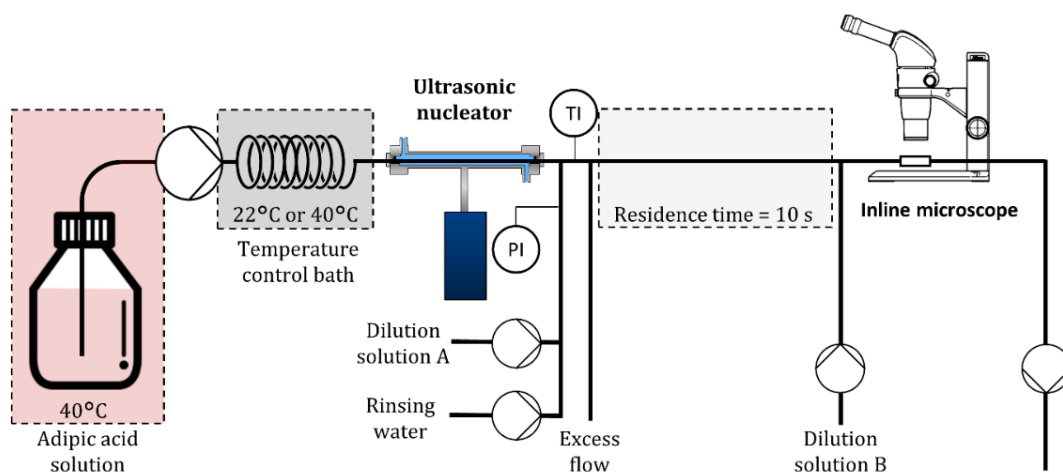 Ultrasonic
nucleator
TI
22°C or 40°C
Residence time = 10 s
Inline microscope
Temperature
control bath
PI
Dilution
solution A
40°C
Rinsing
water
Adipic acid
solution
Excess
flow
Dilution
solution B